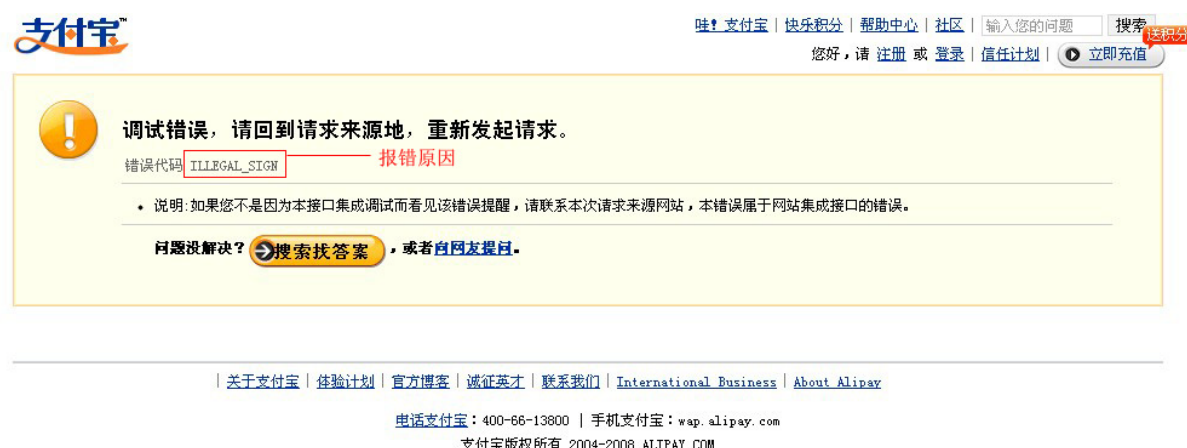 支付宝™
哇! 支付宝 | 快乐积分 | 帮助中心 | 社区 | 输入您的问题 搜索
送积分
您好，请 注册 或 登录 | 信任计划 | 立即充值
调试错误，请回到请求来源地，重新发起请求。
错误代码 ILLEGAL_SIGN 报错原因
• 说明:如果您不是因为本接口集成调试而看见该错误提醒，请联系本次请求来源网站，本错误属于网站集成接口的错误。
问题没解决？ 搜索找答案 ，或者向网友提问。
| 关于支付宝 | 体验计划 | 官方博客 | 诚征英才 | 联系我们 | International Business | About Alipay
电话支付宝：400-66-13800 | 手机支付宝：wap.alipay.com
支付宝版权所有 2004-2008 ALIPAY.COM